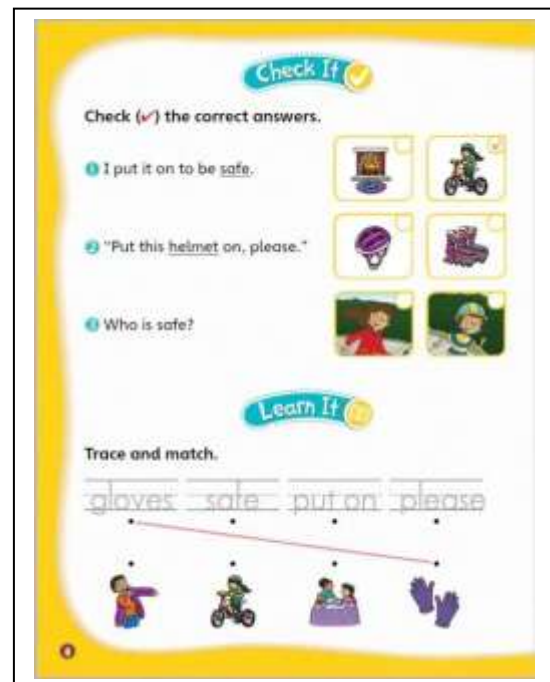 Check It
Check (✓) the correct answers.
1 I put it on to be safe.
2 "Put this helmet on, please."
3 Who is safe?
Learn It
Trace and match.
gloves safe put on please